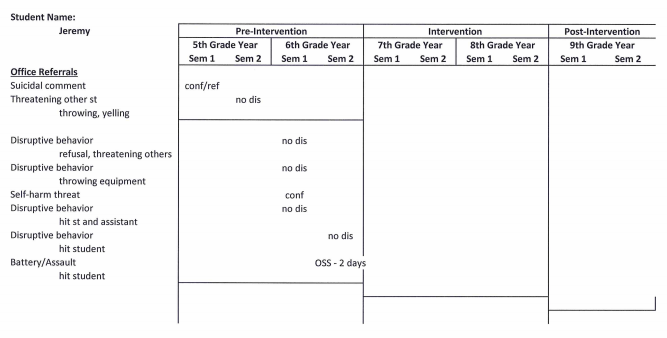 Student Name:
Jeremy
Pre-Intervention Intervention Post-Intervention
5th Grade Year 6th Grade Year 7th Grade Year 8th Grade Year 9th Grade Year
Sem 1 Sem 2 Sem 1 Sem 2 Sem 1 Sem 2 Sem 1 Sem 2 Sem 1 Sem 2
Office Referrals
Suicidal comment conf/ref
Threatening other st no dis
throwing, yelling
Disruptive behavior no dis
refusal, threatening others
Disruptive behavior no dis
throwing equipment
Self-harm threat conf
Disruptive behavior no dis
hit st and assistant
Disruptive behavior no dis
hit student
Battery/Assault OSS - 2 days
hit student